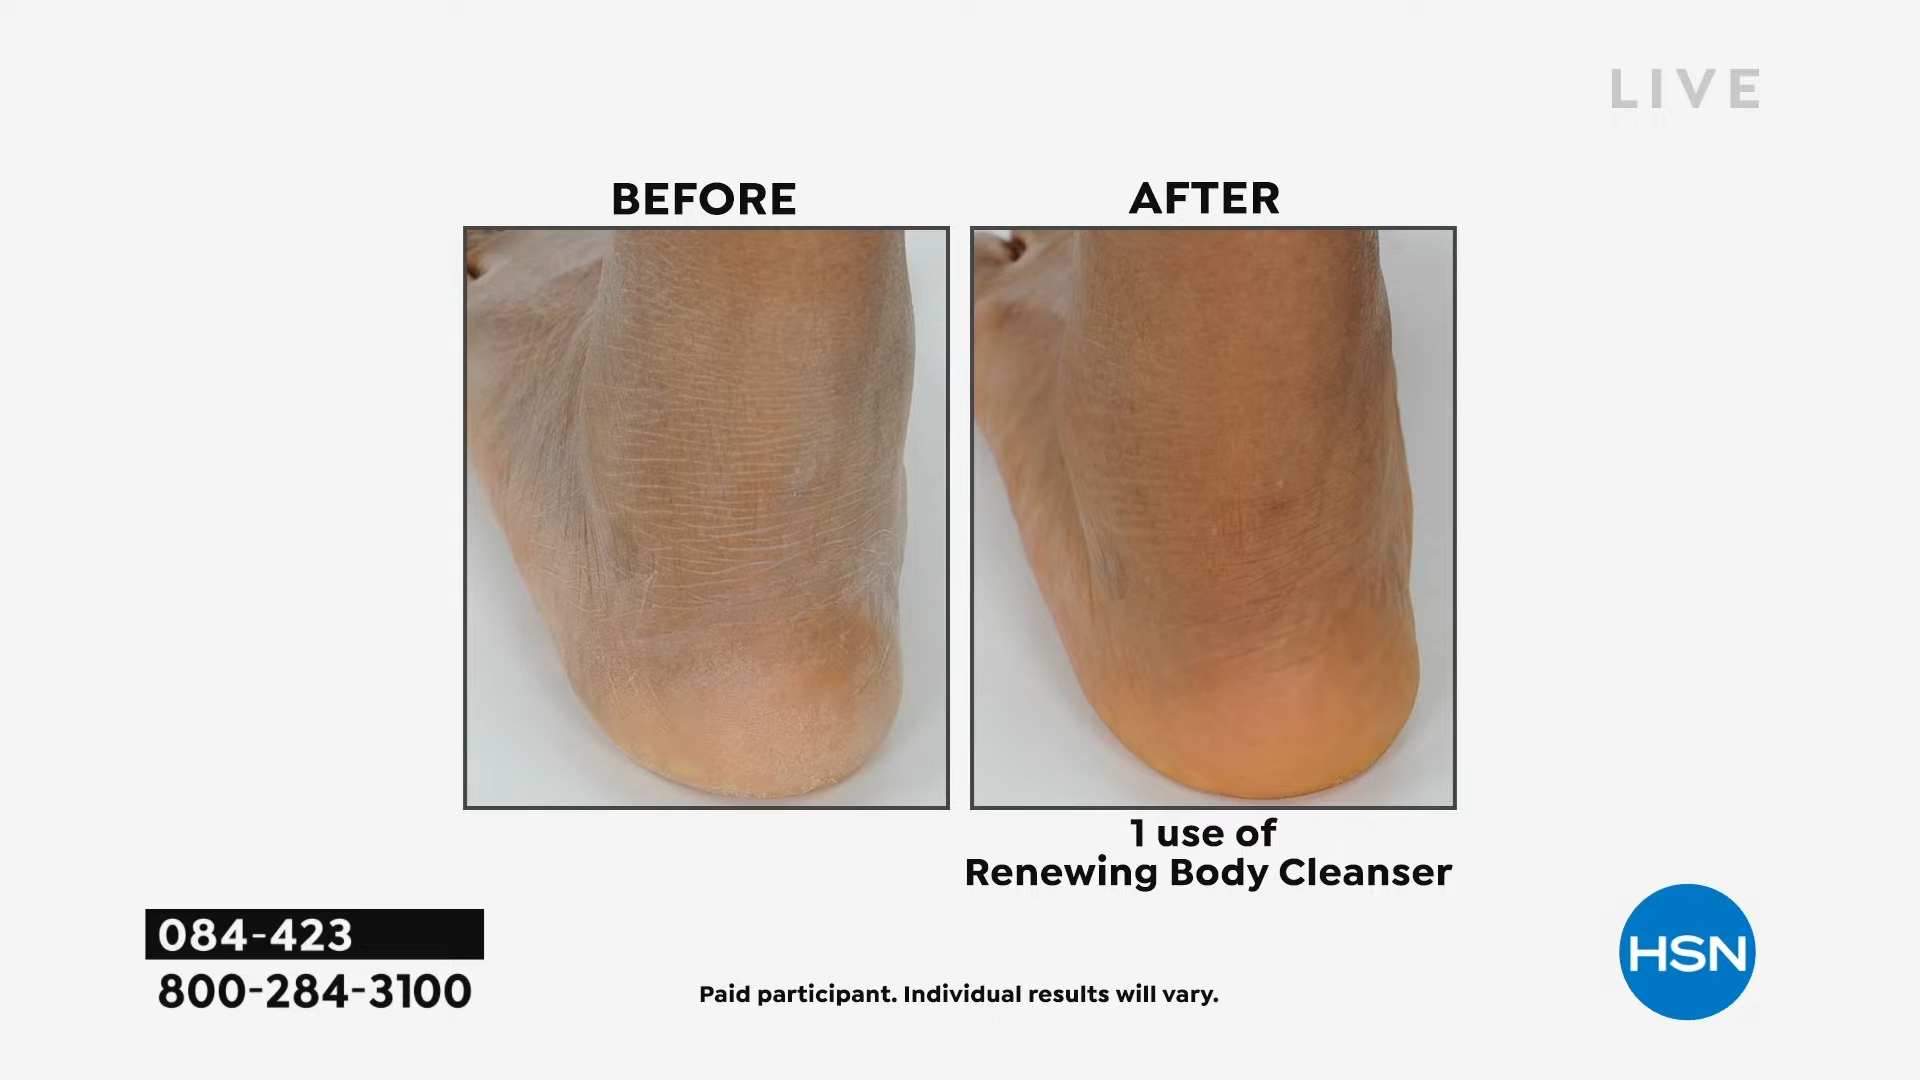 LIVE
BEFORE
AFTER
1 use of
Renewing Body Cleanser
084-423
800-284-3100
Paid participant. Individual results will vary.
HSN